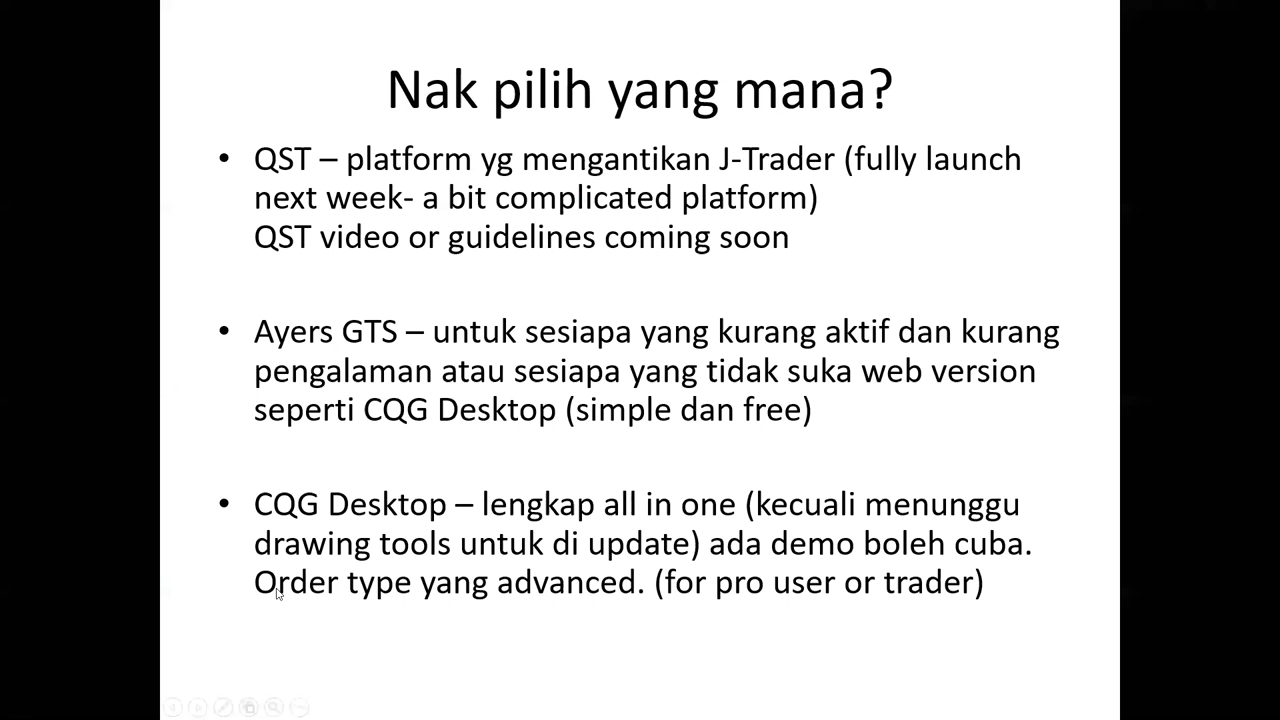 Nak pilih yang mana?
• QST – platform yg mengantikan J-Trader (fully launch
next week- a bit complicated platform)
QST video or guidelines coming soon
• Ayers GTS – untuk sesiapa yang kurang aktif dan kurang
pengalaman atau sesiapa yang tidak suka web version
seperti CQG Desktop (simple dan free)
• CQG Desktop – lengkap all in one (kecuali menunggu
drawing tools untuk di update) ada demo boleh cuba.
Order type yang advanced. (for pro user or trader)